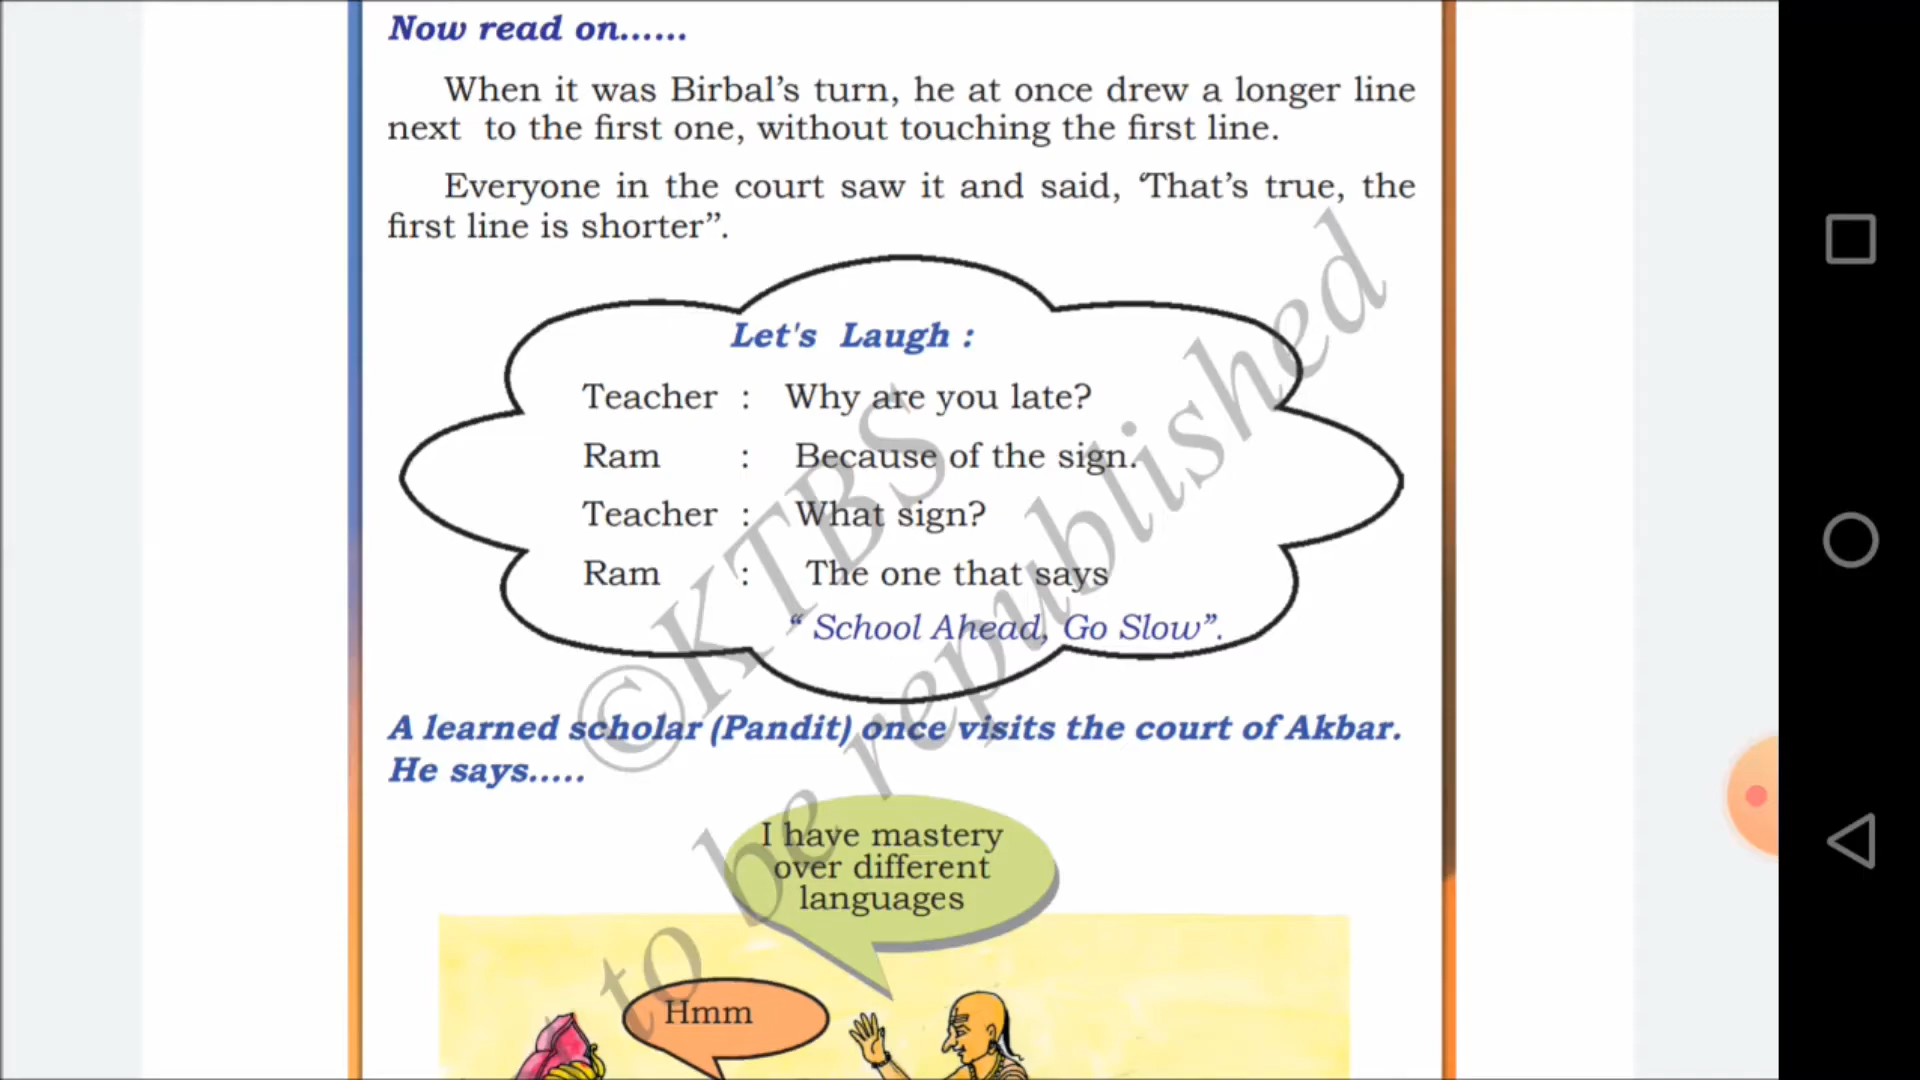 Now read on......
When it was Birbal's turn, he at once drew a longer line
next to the first one, without touching the first line.
Everyone in the court saw it and said, 'That's true, the
first line is shorter".
Let's Laugh :
Teacher : Why are you late?
Ram : Because of the sign.
Teacher : What sign?
Ram : The one that says
" School Ahead, Go Slow".
A learned scholar (Pandit) once visits the court of Akbar.
He says.....
I have mastery
over different
languages
Hmm
©KTBS
to be republished